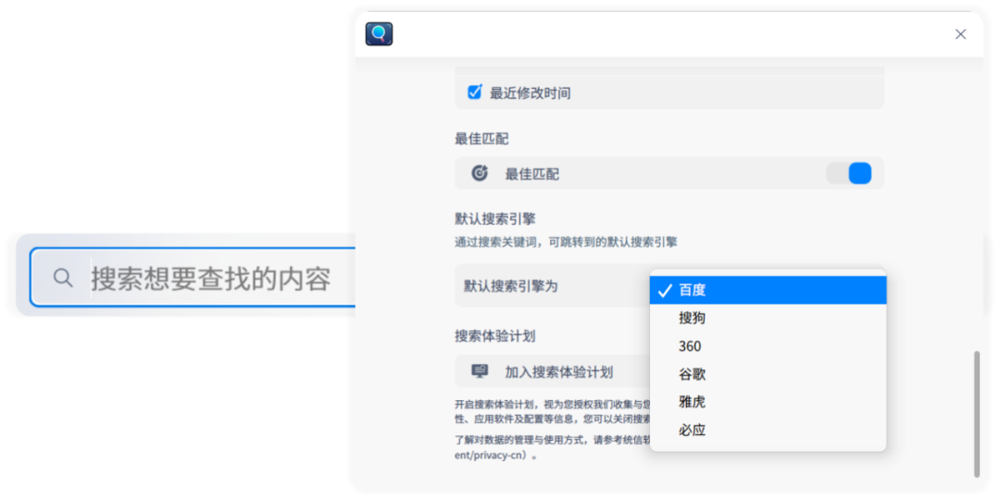 最近修改时间
最佳匹配
最佳匹配
默认搜索引擎
通过搜索关键词，可跳转到的默认搜索引擎
搜索想要查找的内容
默认搜索引擎为
百度
搜狗
360
谷歌
雅虎
必应
搜索体验计划
加入搜索体验计划
开启搜索体验计划，视为您授权我们收集与您
性、应用软件及配置等信息，您可以关闭搜索
了解对数据的管理与使用方式，请参考统信软
ent/privacy-cn）。